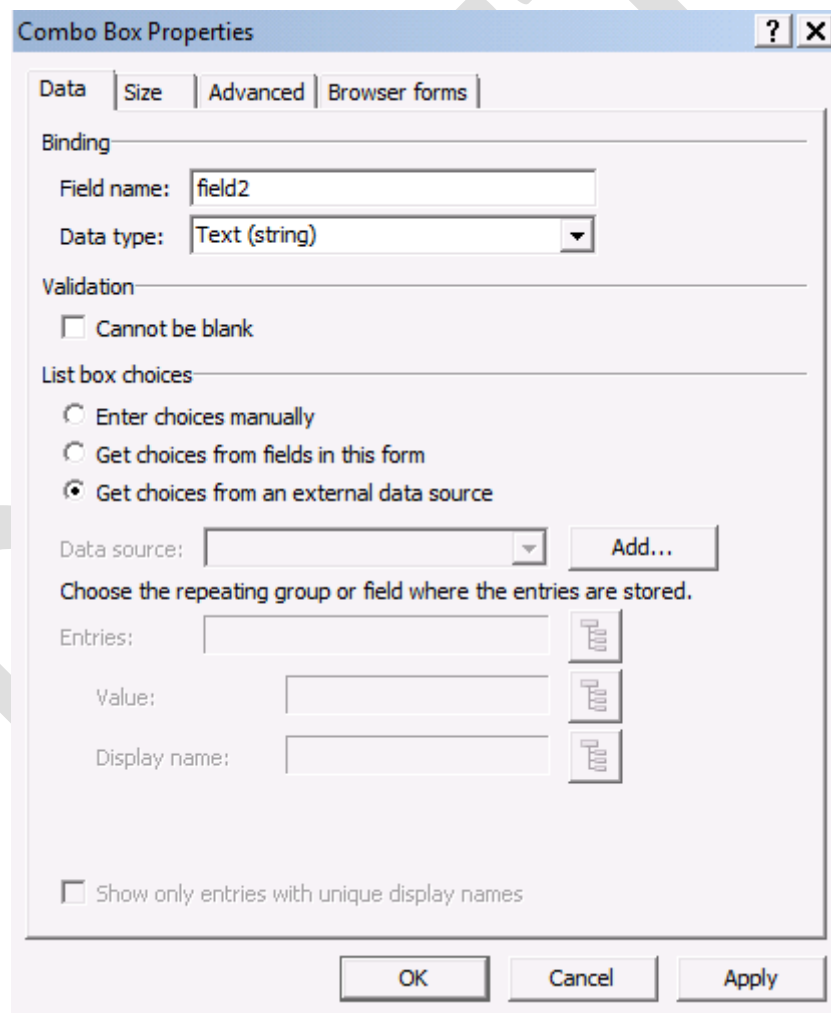 Combo Box Properties
Data Size Advanced Browser forms
Binding
Field name: field2
Data type: Text (string)
Validation
Cannot be blank
List box choices
Enter choices manually
Get choices from fields in this form
Get choices from an external data source
Data source: Add...
Choose the repeating group or field where the entries are stored.
Entries:
Value:
Display name:
Show only entries with unique display names
OK Cancel Apply